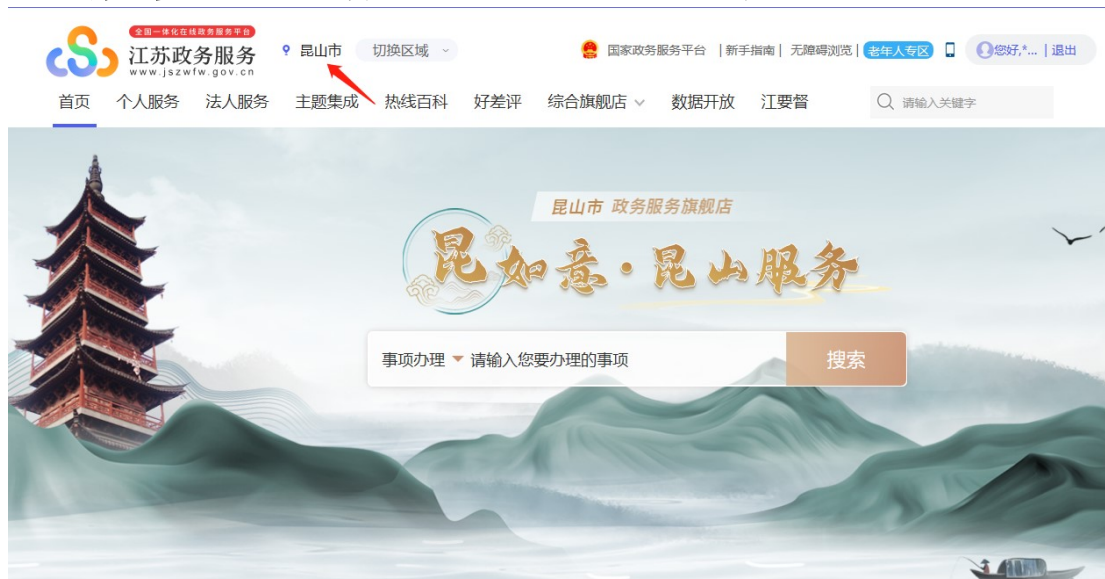 全国一体化在线政务服务平台
江苏政务服务
www.jszwfw.gov.cn
昆山市 切换区域
国家政务服务平台 | 新手指南 | 无障碍浏览 | 老年人专区 您好,*... | 退出
首页 个人服务 法人服务 主题集成 热线百科 好差评 综合旗舰店 数据开放 江要督 请输入关键字
昆山市 政务服务旗舰店
昆如意·昆山服务
事项办理 请输入您要办理的事项 搜索